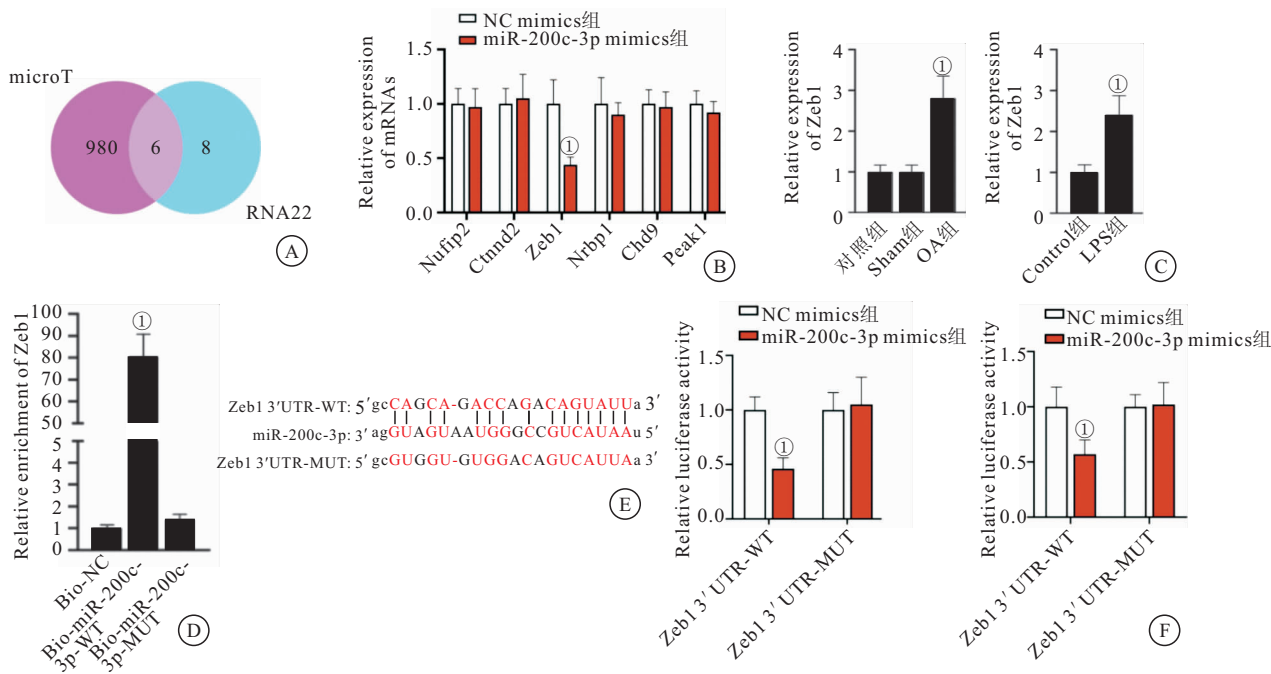 microT
980
6
8
RNA22
A
NC mimics组
miR-200c-3p mimics组
Relative expression
of mRNAs
1.5
1.0
0.5
0.0
①
Nufip2
Ctnnd2
Zeb1
Nrbp1
Chd9
Peak1
B
Relative expression
of Zeb1
4
3
2
1
0
①
对照组
Sham组
OA组
Relative expression
of Zeb1
4
3
2
1
0
①
Control组
LPS组
C
Relative enrichment of Zeb1
100
90
80
70
60
50
5
4
3
2
1
0
①
Bio-NC
Bio-miR-200c-
3p-WT
Bio-miR-200c-
3p-MUT
D
Zeb1 3′UTR-WT: 5′gcCAGCA-GACCAGACAGUAUUa 3′
miR-200c-3p: 3′agGUAGUAAUGGGCCGUCAUAAu 5′
Zeb1 3′UTR-MUT: 5′gcGUGGU-GUGGACAGUCAUUAa 3′
E
NC mimics组
miR-200c-3p mimics组
Relative luciferase activity
1.5
1.0
0.5
0.0
①
Zeb1 3′ UTR-WT
Zeb1 3′ UTR-MUT
NC mimics组
miR-200c-3p mimics组
Relative luciferase activity
1.5
1.0
0.5
0.0
①
Zeb1 3′ UTR-WT
Zeb1 3′ UTR-MUT
F